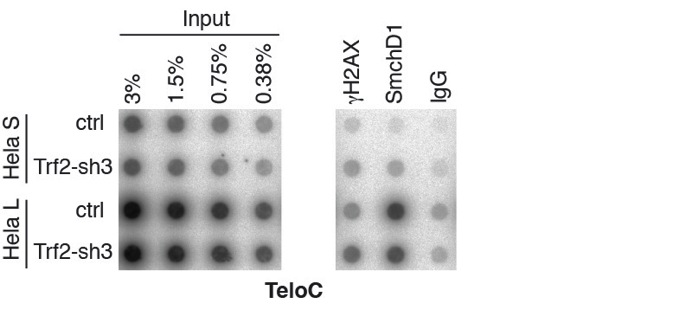 Input
3%
1.5%
0.75%
0.38%
γH2AX
SmchD1
IgG
Hela S
ctrl
Trf2-sh3
Hela L
ctrl
Trf2-sh3
TeloC